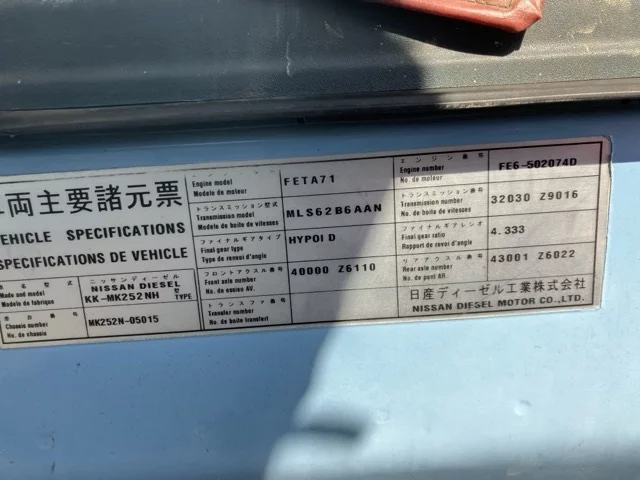 両主要諸元票
VEHICLE SPECIFICATIONS
SPECIFICATIONS DE VEHICLE
Make and model
Modele de fabrique
ニッサンディーゼル
NISSAN DIESEL
KK-MK252NH TYPE
Chassis number
No. de chassis
MK252N-05015
Engine model
Modele de moteur
FETA71
トランスミッション型式
Transmission model
Modele de boite de vitesses
MLS62B6AAN
ファイナルギアタイプ
Final gear type
Type de renvoi d'angle
HYPOID
フロントアクスル番号
Front axle number
No. de essieu AV.
40000 Z6110
トランスファ番号
Transfer number
No. de boite transfert
エンジン番号
Engine number
No. de moteur
FE6-502074D
トランスミッション番号
Transmission number
No. de boite de vitesses
32030 Z9016
ファイナルギアレシオ
Final gear ratio
Rapport de renvoi d'angle
4.333
リアアクスル番号
Rear axle number
No. de pont AR.
43001 Z6022
日産ディーゼル工業株式会社
NISSAN DIESEL MOTOR CO.,LTD.